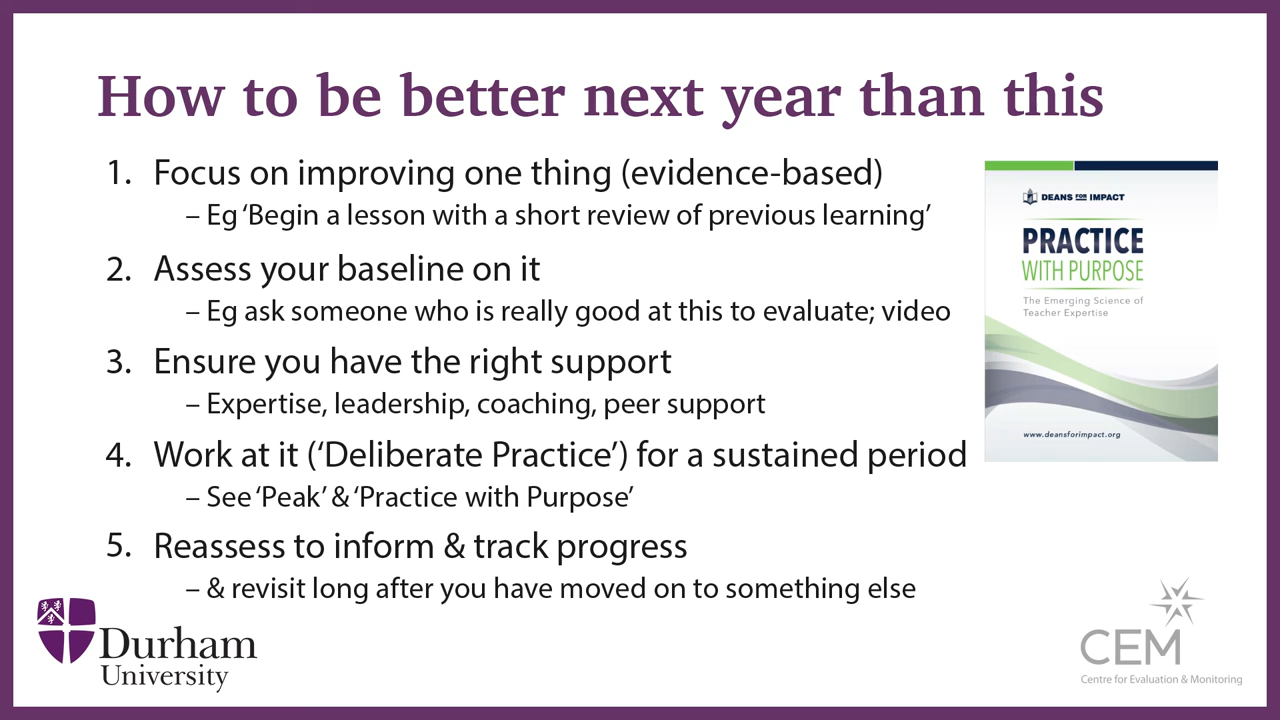 How to be better next year than this
1. Focus on improving one thing (evidence-based)
– Eg ‘Begin a lesson with a short review of previous learning’
2. Assess your baseline on it
– Eg ask someone who is really good at this to evaluate; video
3. Ensure you have the right support
– Expertise, leadership, coaching, peer support
4. Work at it (‘Deliberate Practice’) for a sustained period
– See ‘Peak’ & ‘Practice with Purpose’
5. Reassess to inform & track progress
– & revisit long after you have moved on to something else
DEANS FOR IMPACT
PRACTICE
WITH PURPOSE
The Emerging Science of
Teacher Expertise
www.deansforimpact.org
Durham
University
CEM
Centre for Evaluation & Monitoring